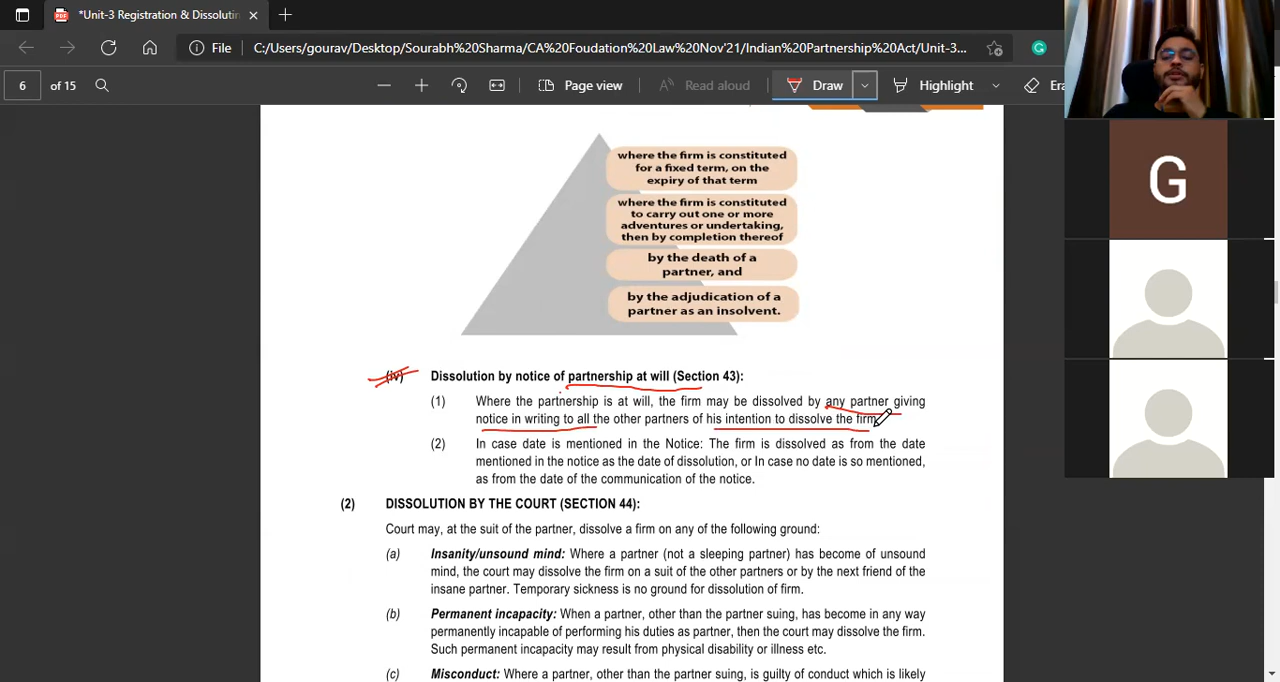 *Unit-3 Registration & Dissolutin
File
C:/Users/gourav/Desktop/Sourabh%20Sharma/CA%20Foudation%20Law%20Nov'21/Indian%20Partnership%20Act/Unit-3...
6 of 15
Page view
Read aloud
Draw
Highlight
Era
where the firm is constituted
for a fixed term, on the
expiry of that term
where the firm is constituted
to carry out one or more
adventures or undertaking,
then by completion thereof
by the death of a
partner, and
by the adjudication of a
partner as an insolvent.
(iv) Dissolution by notice of partnership at will (Section 43):
(1) Where the partnership is at will, the firm may be dissolved by any partner giving
notice in writing to all the other partners of his intention to dissolve the firm
(2) In case date is mentioned in the Notice: The firm is dissolved as from the date
mentioned in the notice as the date of dissolution, or In case no date is so mentioned,
as from the date of the communication of the notice.
(2) DISSOLUTION BY THE COURT (SECTION 44):
Court may, at the suit of the partner, dissolve a firm on any of the following ground:
(a) Insanity/unsound mind: Where a partner (not a sleeping partner) has become of unsound
mind, the court may dissolve the firm on a suit of the other partners or by the next friend of the
insane partner. Temporary sickness is no ground for dissolution of firm.
(b) Permanent incapacity: When a partner, other than the partner suing, has become in any way
permanently incapable of performing his duties as partner, then the court may dissolve the firm.
Such permanent incapacity may result from physical disability or illness etc.
(c) Misconduct: Where a partner, other than the partner suing, is guilty of conduct which is likely
G